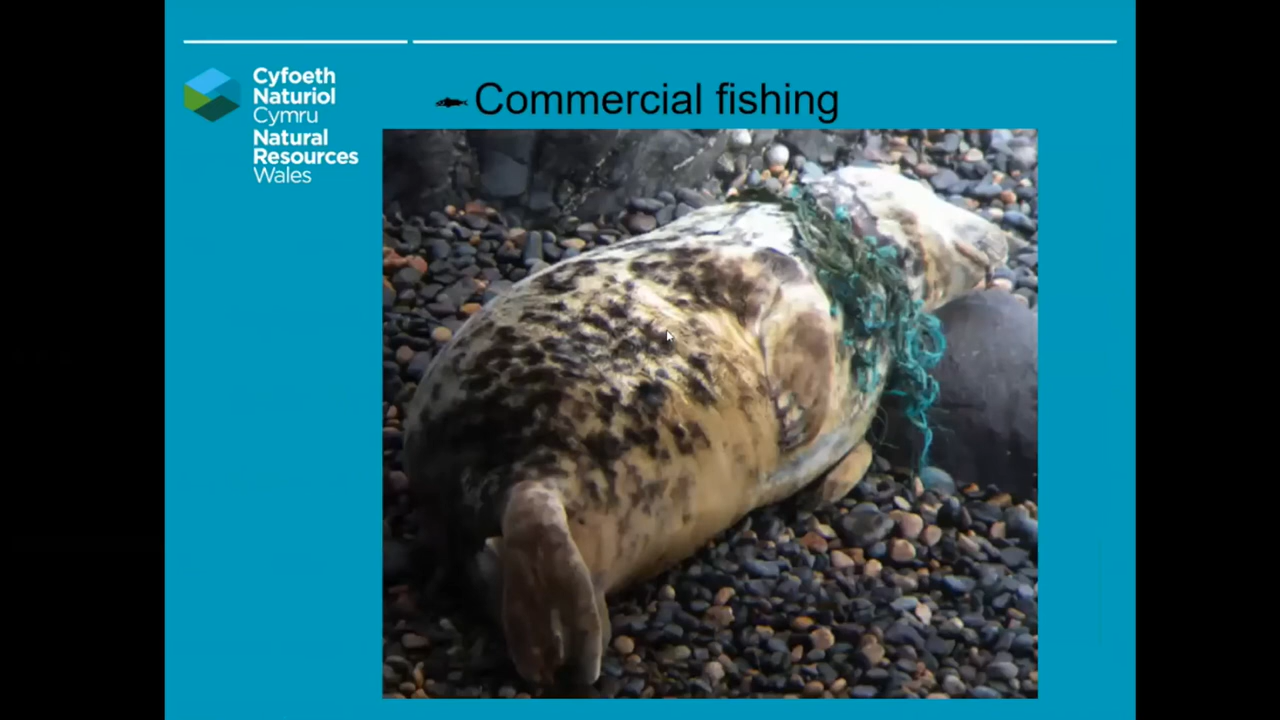 Cyfoeth
Naturiol
Cymru
Natural
Resources
Wales
Commercial fishing